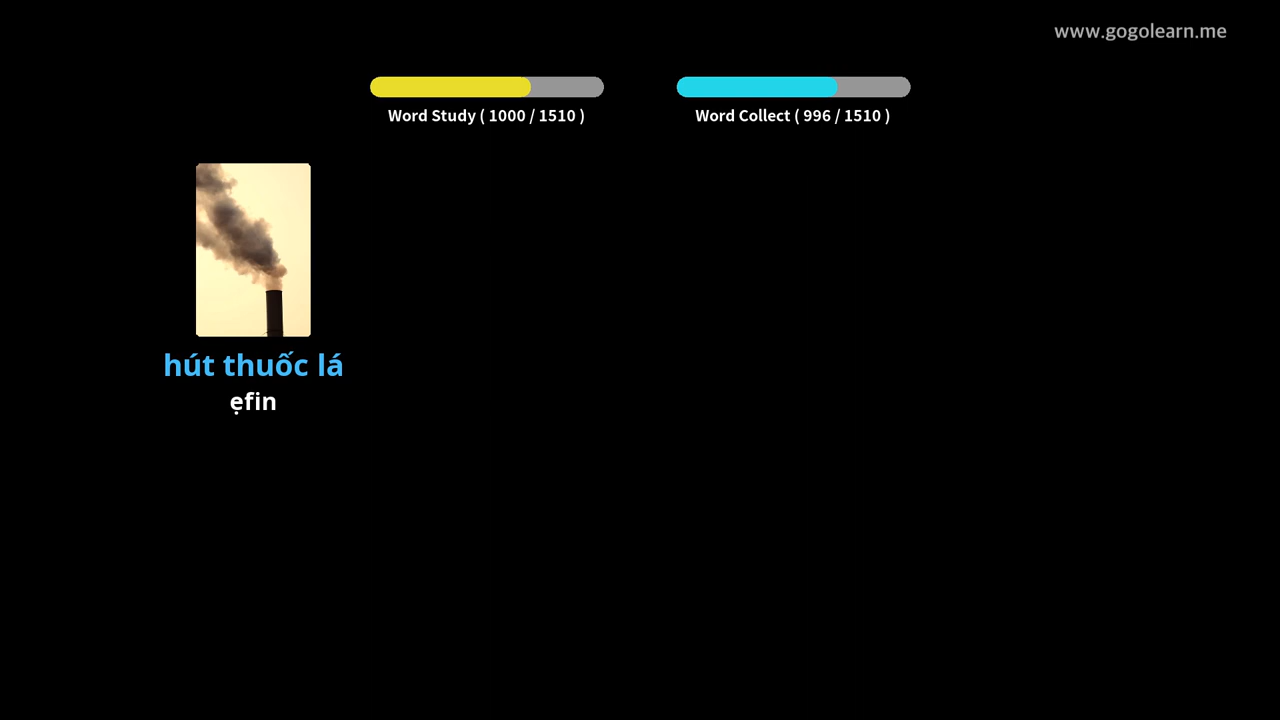 www.gogolearn.me
Word Study ( 1000 / 1510 )
Word Collect ( 996 / 1510 )
hút thuốc lá
ẹfin